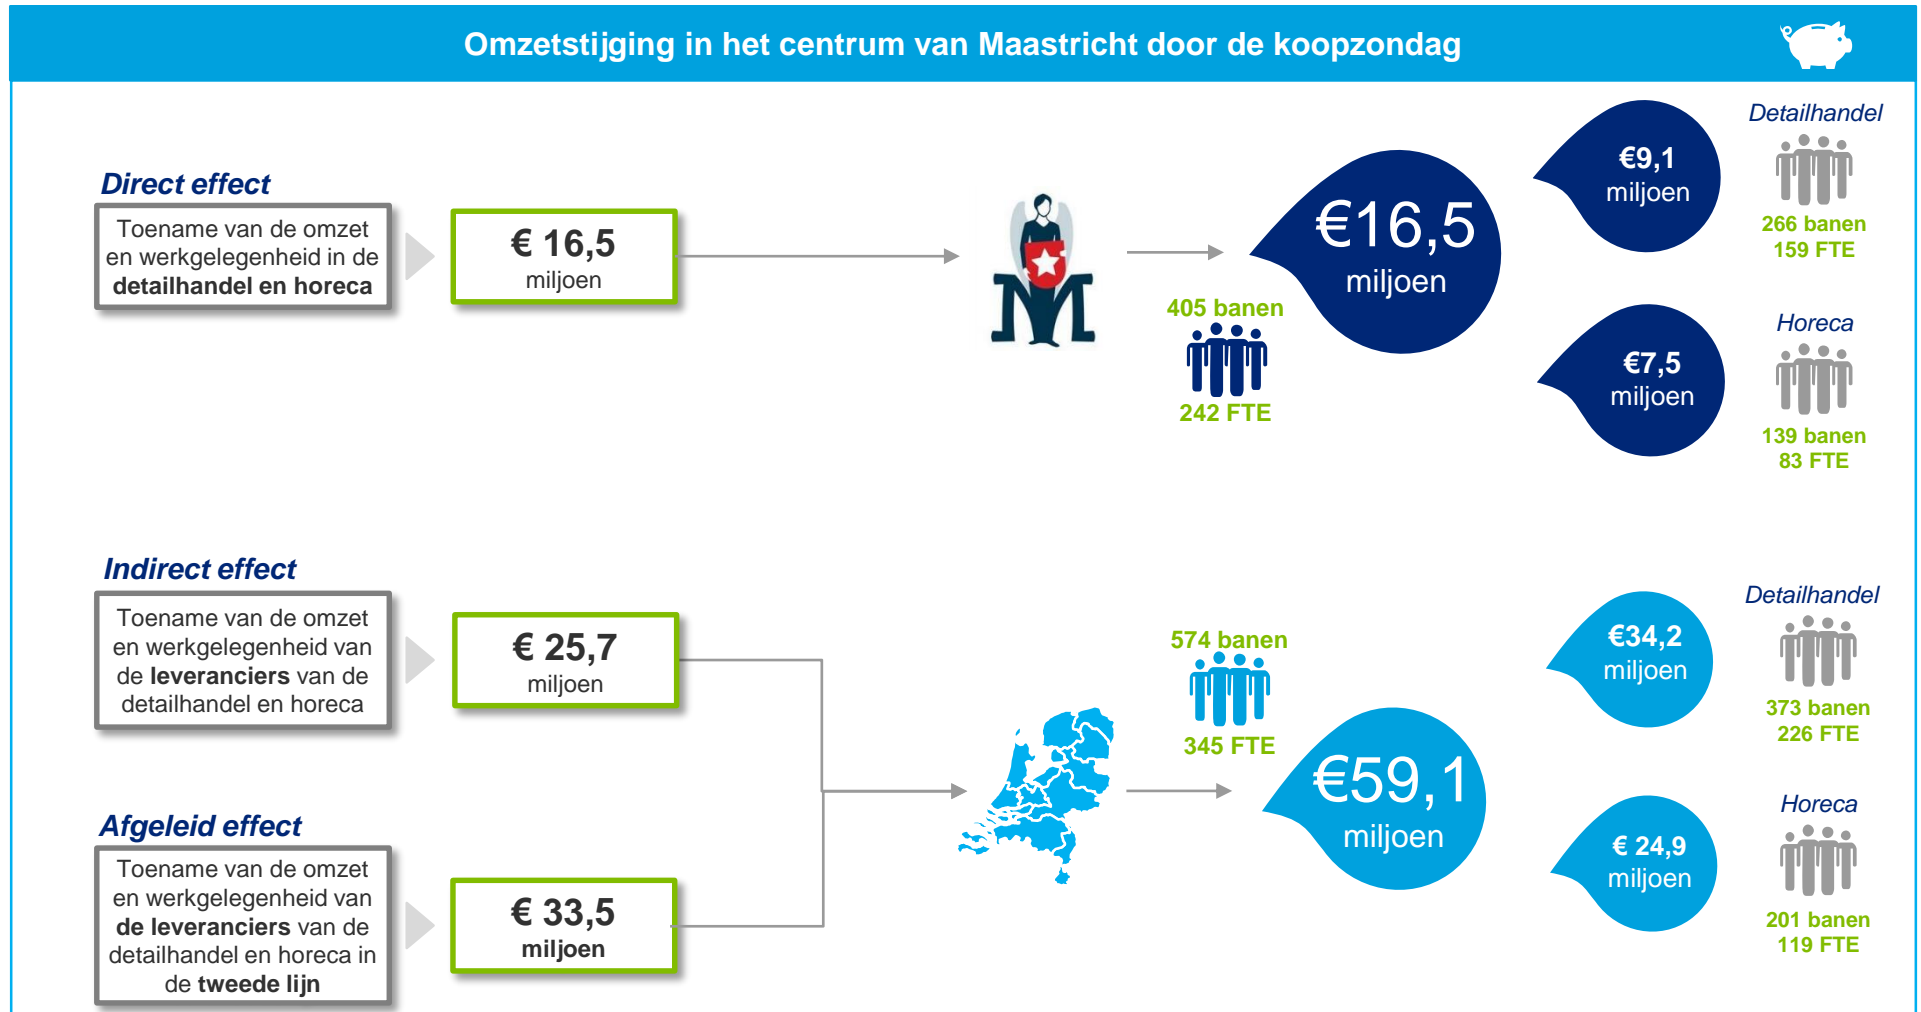 Omzetstijging in het centrum van Maastricht door de koopzondag
Direct effect
Toename van de omzet
en werkgelegenheid in de
detailhandel en horeca
€ 16,5
miljoen
405 banen
242 FTE
€16,5
miljoen
€9,1
miljoen
Detailhandel
266 banen
159 FTE
€7,5
miljoen
Horeca
139 banen
83 FTE
Indirect effect
Toename van de omzet
en werkgelegenheid van
de leveranciers van de
detailhandel en horeca
€ 25,7
miljoen
Afgeleid effect
Toename van de omzet
en werkgelegenheid van
de leveranciers van de
detailhandel en horeca in
de tweede lijn
€ 33,5
miljoen
574 banen
345 FTE
€59,1
miljoen
€34,2
miljoen
Detailhandel
373 banen
226 FTE
€ 24,9
miljoen
Horeca
201 banen
119 FTE